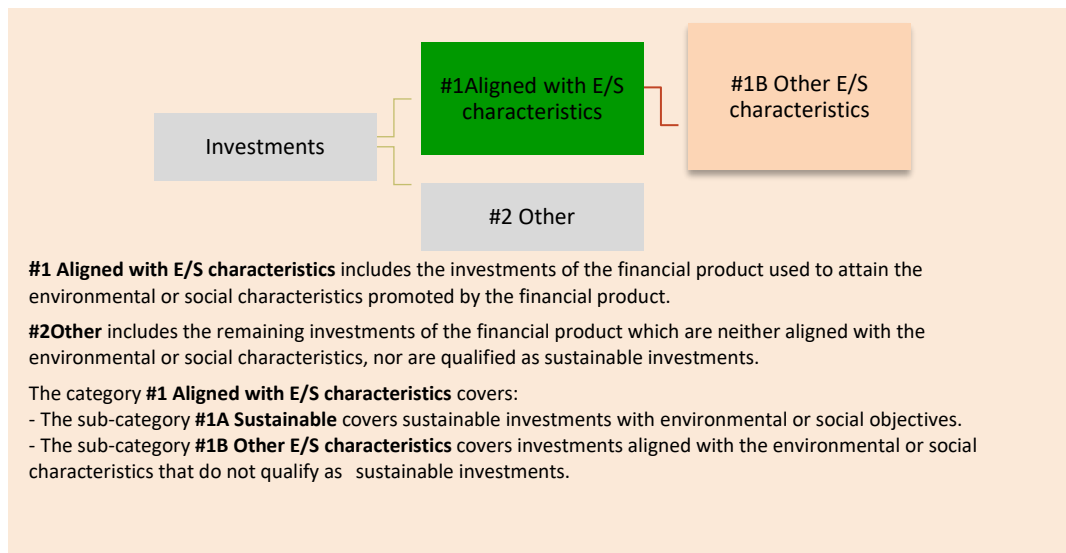 #1Aligned with E/S
characteristics
#1B Other E/S
characteristics
Investments
#2 Other
#1 Aligned with E/S characteristics includes the investments of the financial product used to attain the
environmental or social characteristics promoted by the financial product.
#2Other includes the remaining investments of the financial product which are neither aligned with the
environmental or social characteristics, nor are qualified as sustainable investments.
The category #1 Aligned with E/S characteristics covers:
- The sub-category #1A Sustainable covers sustainable investments with environmental or social objectives.
- The sub-category #1B Other E/S characteristics covers investments aligned with the environmental or social
characteristics that do not qualify as sustainable investments.